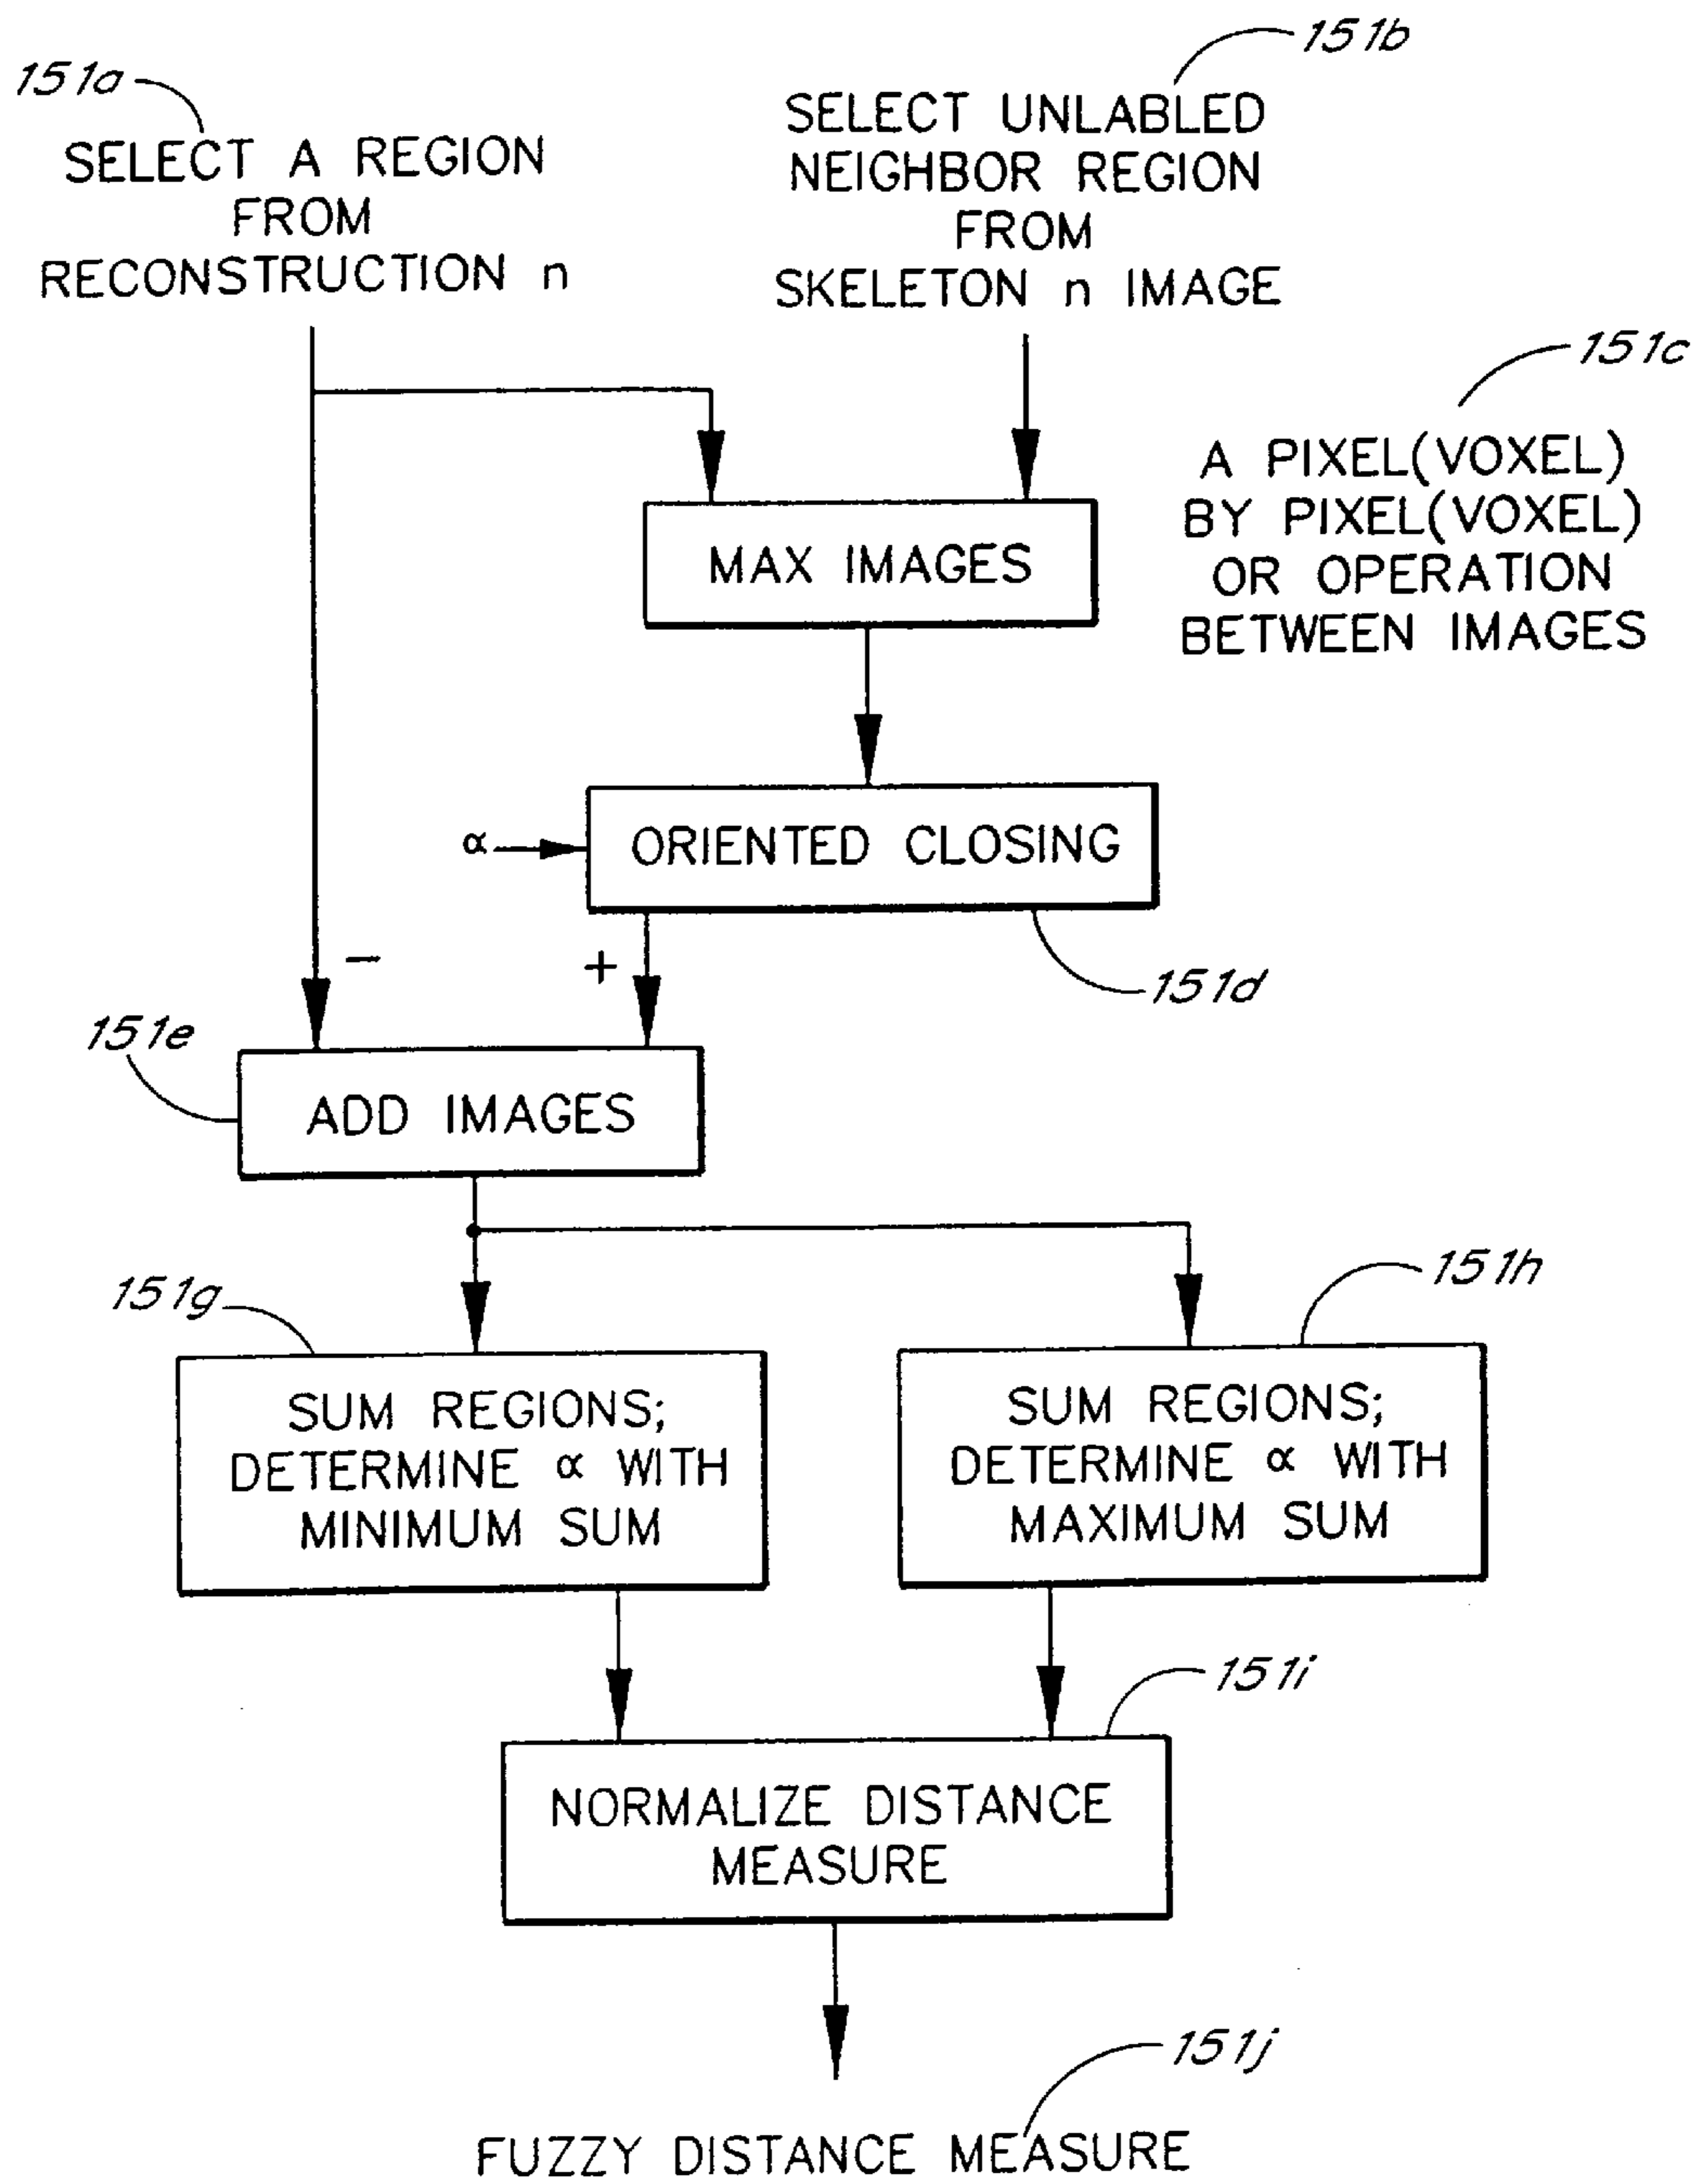 151a
SELECT A REGION
FROM
RECONSTRUCTION n
151b
SELECT UNLABLED
NEIGHBOR REGION
FROM
SKELETON n IMAGE
151c
A PIXEL(VOXEL)
BY PIXEL(VOXEL)
OR OPERATION
BETWEEN IMAGES
MAX IMAGES
α
ORIENTED CLOSING
151d
−
+
151e
ADD IMAGES
151g
SUM REGIONS;
DETERMINE α WITH
MINIMUM SUM
151h
SUM REGIONS;
DETERMINE α WITH
MAXIMUM SUM
151i
NORMALIZE DISTANCE
MEASURE
151j
FUZZY DISTANCE MEASURE